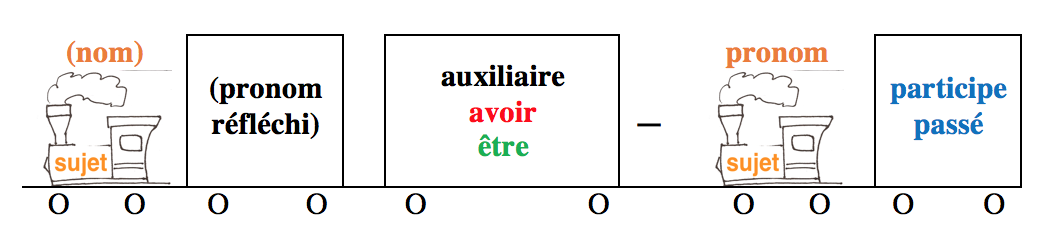 (nom)
sujet
(pronom
réfléchi)
auxiliaire
avoir
être
–
pronom
sujet
participe
passé
O O O O O O O O O O